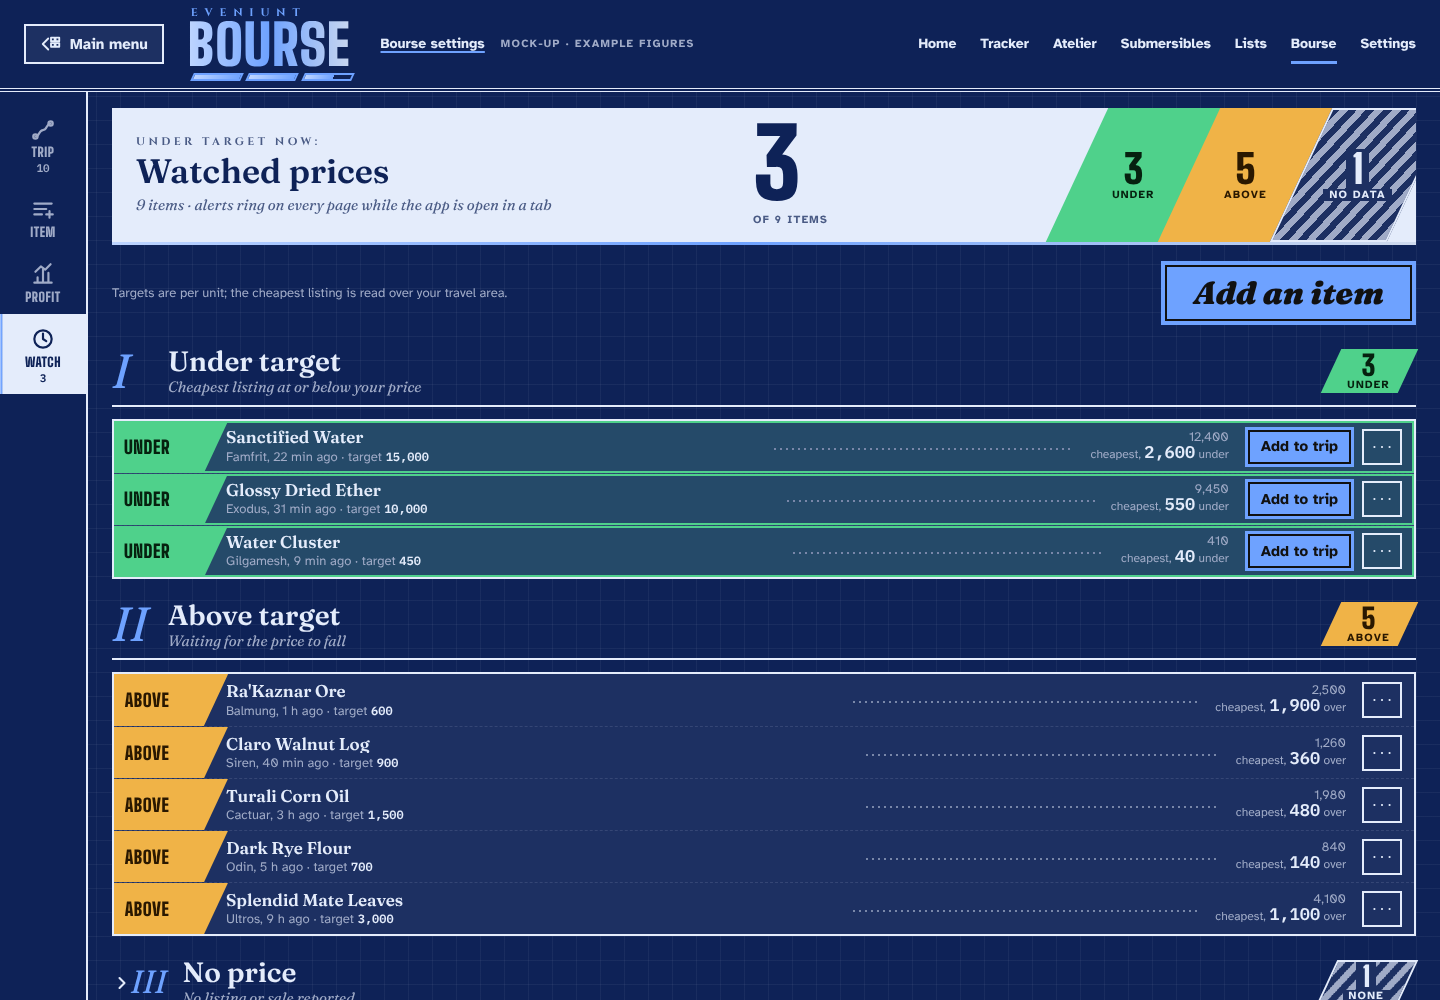 Main menu
EVENIUNT
BOURSE
Bourse settings
MOCK-UP · EXAMPLE FIGURES
Home
Tracker
Atelier
Submersibles
Lists
Bourse
Settings
TRIP
10
ITEM
PROFIT
WATCH
3
UNDER TARGET NOW:
Watched prices
9 items · alerts ring on every page while the app is open in a tab
3
OF 9 ITEMS
3
UNDER
5
ABOVE
1
NO DATA
Targets are per unit; the cheapest listing is read over your travel area.
Add an item
I
Under target
Cheapest listing at or below your price
3
UNDER
UNDER
Sanctified Water
Famfrit, 22 min ago · target 15,000
12,400
cheapest, 2,600 under
Add to trip
...
UNDER
Glossy Dried Ether
Exodus, 31 min ago · target 10,000
9,450
cheapest, 550 under
Add to trip
...
UNDER
Water Cluster
Gilgamesh, 9 min ago · target 450
410
cheapest, 40 under
Add to trip
...
II
Above target
Waiting for the price to fall
5
ABOVE
ABOVE
Ra'Kaznar Ore
Balmung, 1 h ago · target 600
2,500
cheapest, 1,900 over
...
ABOVE
Claro Walnut Log
Siren, 40 min ago · target 900
1,260
cheapest, 360 over
...
ABOVE
Turali Corn Oil
Cactuar, 3 h ago · target 1,500
1,980
cheapest, 480 over
...
ABOVE
Dark Rye Flour
Odin, 5 h ago · target 700
840
cheapest, 140 over
...
ABOVE
Splendid Mate Leaves
Ultros, 9 h ago · target 3,000
4,100
cheapest, 1,100 over
...
III
No price
No listing or sale reported
1
NONE